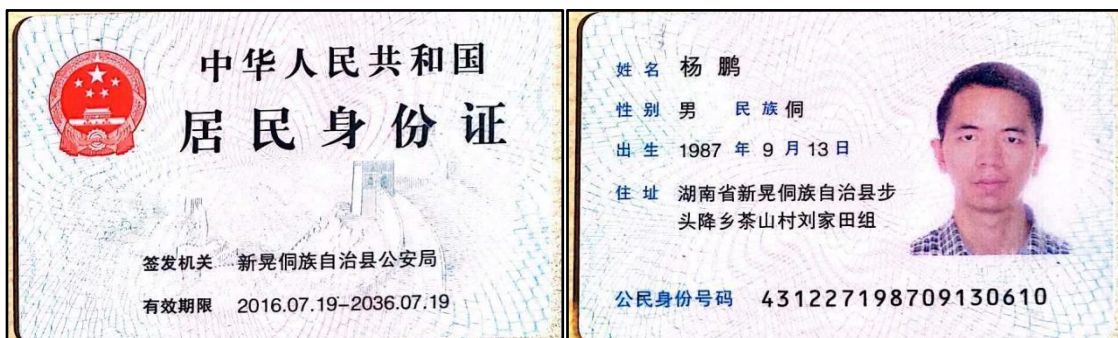 中华人民共和国
居民身份证
签发机关 新晃侗族自治县公安局
有效期限 2016.07.19-2036.07.19
姓名 杨鹏
性别 男 民族 侗
出生 1987 年 9 月 13 日
住址 湖南省新晃侗族自治县步
头降乡茶山村刘家田组
公民身份号码 431227198709130610